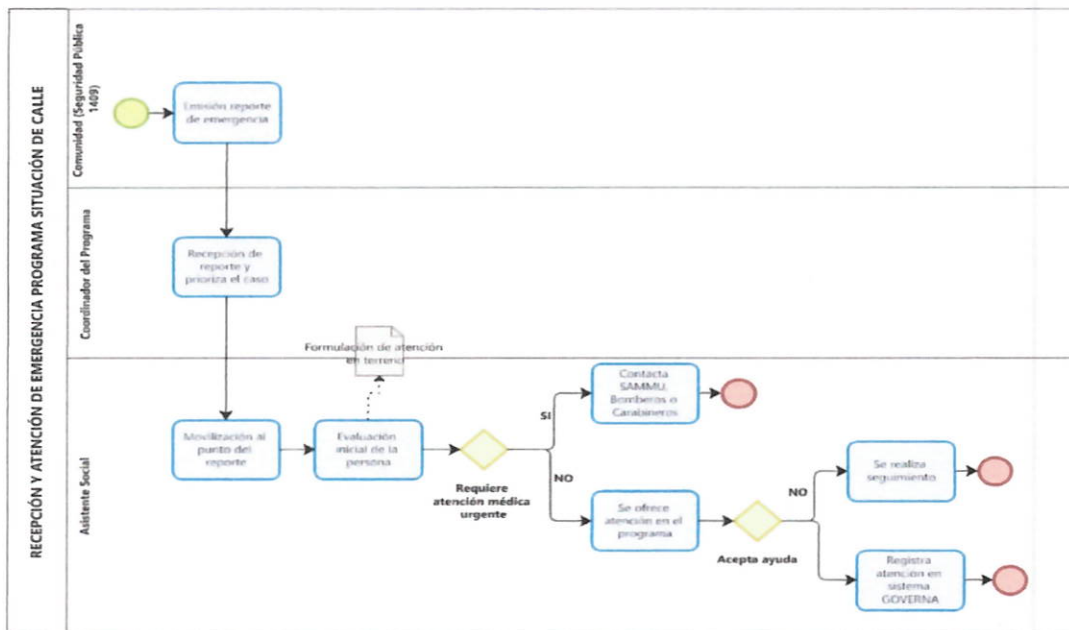 RECEPCIÓN Y ATENCIÓN DE EMERGENCIA PROGRAMA SITUACIÓN DE CALLE
Comunidad (Seguridad Pública
1409)
Emisión reporte
de emergencia
Coordinador del Programa
Recepción de
reporte y
prioriza el caso
Asistente Social
Formulación de atención
en terreno
Movilización al
punto del
reporte
Evaluación
inicial de la
persona
Requiere
atención médica
urgente
SI
Contacta
SAMMU,
Bomberos o
Carabineros
NO
Se ofrece
atención en el
programa
Acepta ayuda
NO
Se realiza
seguimiento
Registra
atención en
sistema
GOVERNA